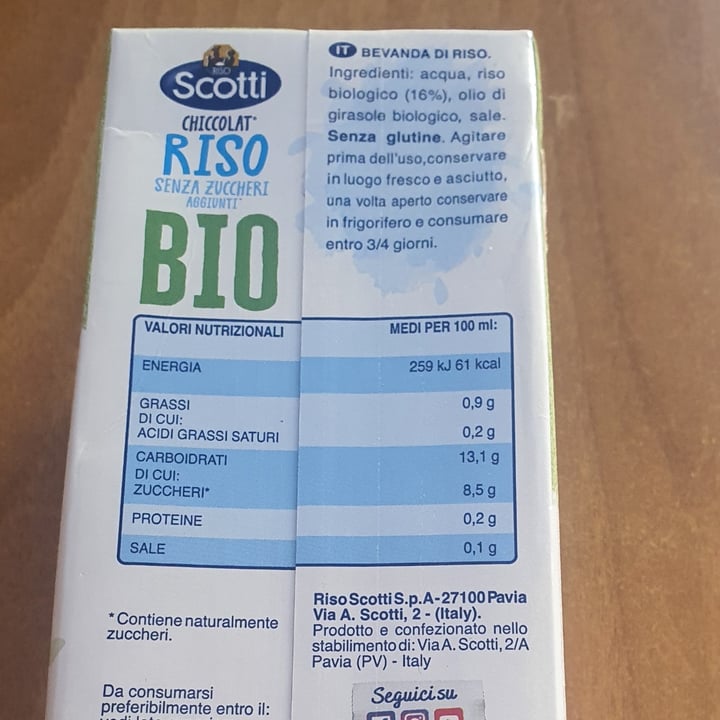 RISO
Scotti
CHICCOLAT*
RISO
SENZA ZUCCHERI
AGGIUNTI*
BIO
IT BEVANDA DI RISO.
Ingredienti: acqua, riso
biologico (16%), olio di
girasole biologico, sale.
Senza glutine. Agitare
prima dell'uso, conservare
in luogo fresco e asciutto,
una volta aperto conservare
in frigorifero e consumare
entro 3/4 giorni.
VALORI NUTRIZIONALI MEDI PER 100 ml:
ENERGIA 259 kJ 61 kcal
GRASSI 0,9 g
DI CUI:
ACIDI GRASSI SATURI 0,2 g
CARBOIDRATI 13,1 g
DI CUI:
ZUCCHERI* 8,5 g
PROTEINE 0,2 g
SALE 0,1 g
*Contiene naturalmente
zuccheri.
Da consumarsi
preferibilmente entro il:
Riso Scotti S.p.A-27100 Pavia
Via A. Scotti, 2 - (Italy).
Prodotto e confezionato nello
stabilimento di: Via A. Scotti, 2/A
Pavia (PV) - Italy
Seguici su